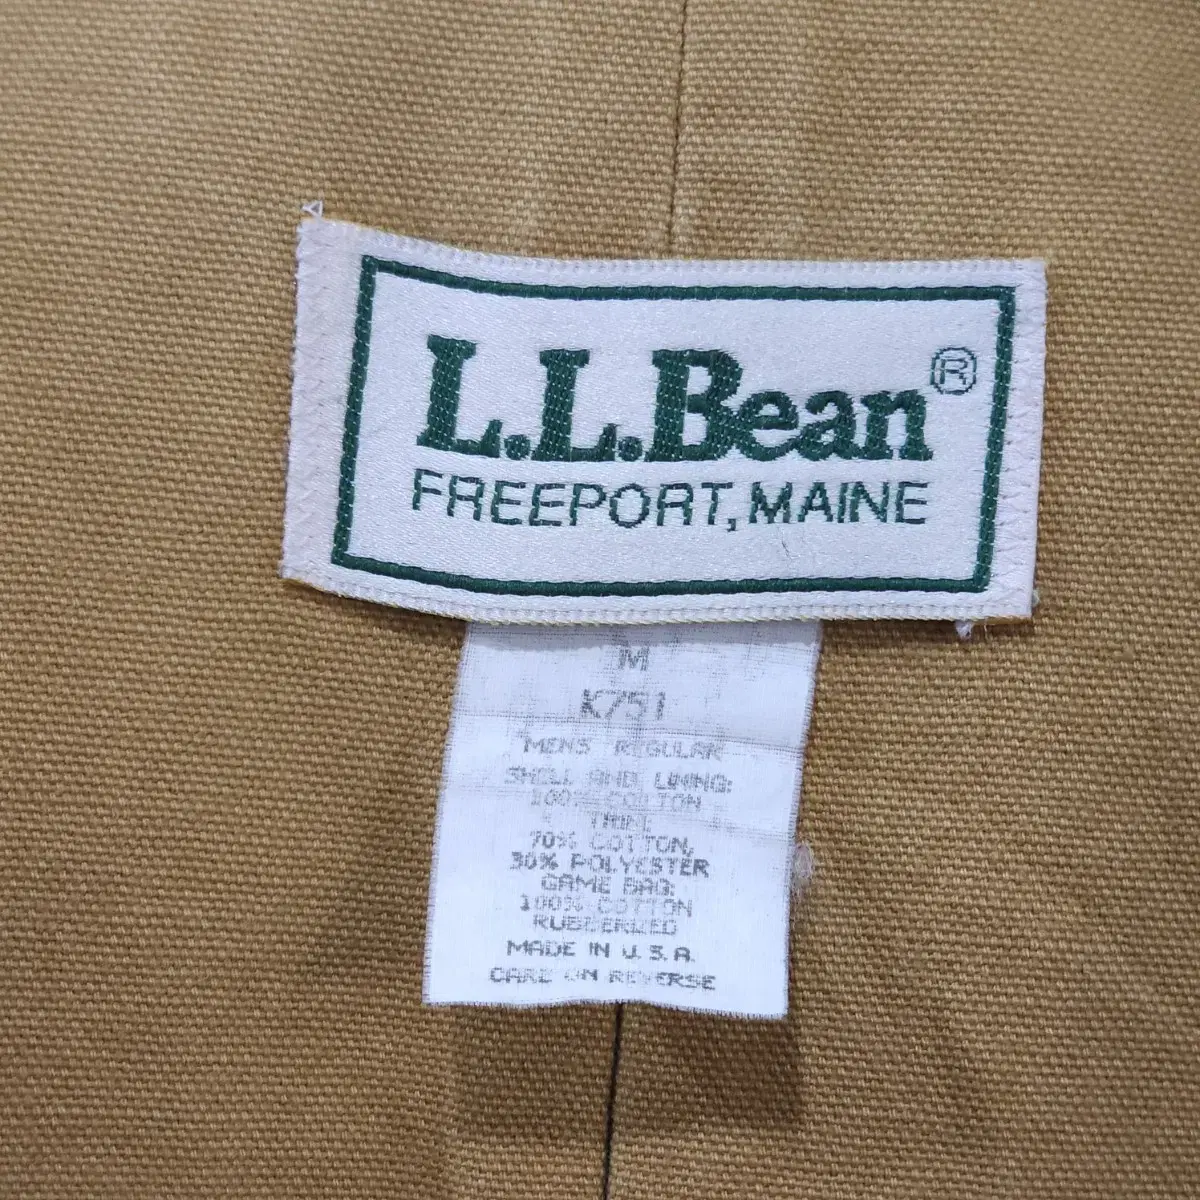 L.L.Bean®
FREEPORT, MAINE
M
K751
MENS REGULAR
SHELL AND LINING:
100% COTTON
TRIM:
70% COTTON,
30% POLYESTER
GAME BAG:
100% COTTON
RUBBERIZED
MADE IN U.S.A.
CARE ON REVERSE